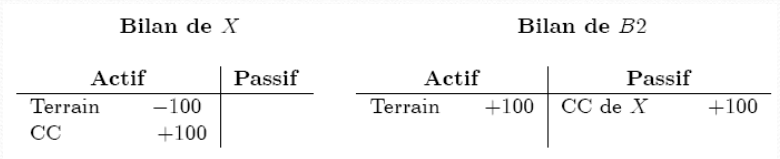 Bilan de X Bilan de B2
Actif Passif Actif Passif
Terrain −100 Terrain +100 CC de X +100
CC +100